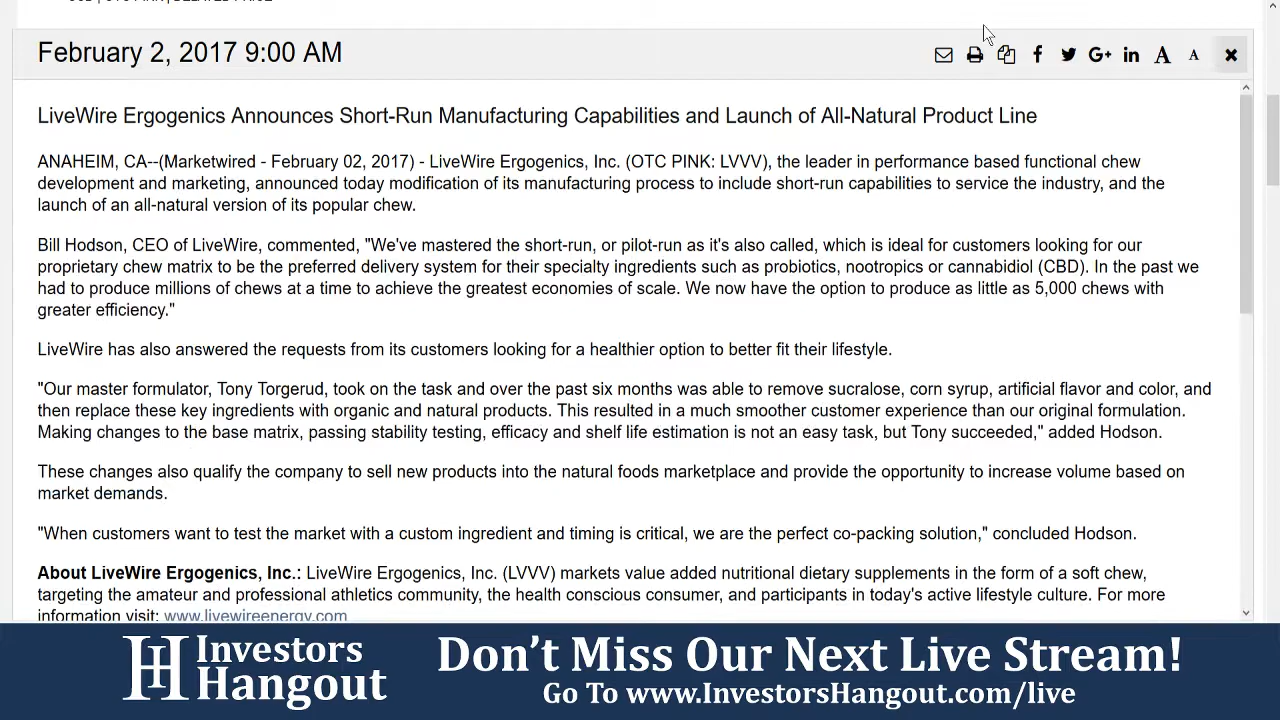 February 2, 2017 9:00 AM
G+ in A A
LiveWire Ergogenics Announces Short-Run Manufacturing Capabilities and Launch of All-Natural Product Line
ANAHEIM, CA--(Marketwired - February 02, 2017) - LiveWire Ergogenics, Inc. (OTC PINK: LVVV), the leader in performance based functional chew
development and marketing, announced today modification of its manufacturing process to include short-run capabilities to service the industry, and the
launch of an all-natural version of its popular chew.
Bill Hodson, CEO of LiveWire, commented, "We've mastered the short-run, or pilot-run as it's also called, which is ideal for customers looking for our
proprietary chew matrix to be the preferred delivery system for their specialty ingredients such as probiotics, nootropics or cannabidiol (CBD). In the past we
had to produce millions of chews at a time to achieve the greatest economies of scale. We now have the option to produce as little as 5,000 chews with
greater efficiency."
LiveWire has also answered the requests from its customers looking for a healthier option to better fit their lifestyle.
"Our master formulator, Tony Torgerud, took on the task and over the past six months was able to remove sucralose, corn syrup, artificial flavor and color, and
then replace these key ingredients with organic and natural products. This resulted in a much smoother customer experience than our original formulation.
Making changes to the base matrix, passing stability testing, efficacy and shelf life estimation is not an easy task, but Tony succeeded," added Hodson.
These changes also qualify the company to sell new products into the natural foods marketplace and provide the opportunity to increase volume based on
market demands.
"When customers want to test the market with a custom ingredient and timing is critical, we are the perfect co-packing solution," concluded Hodson.
About LiveWire Ergogenics, Inc.: LiveWire Ergogenics, Inc. (LVVV) markets value added nutritional dietary supplements in the form of a soft chew,
targeting the amateur and professional athletics community, the health conscious consumer, and participants in today's active lifestyle culture. For more
information visit: www.livewireenergy.com
Investors
Hangout
Don't Miss Our Next Live Stream!
Go To www.InvestorsHangout.com/live